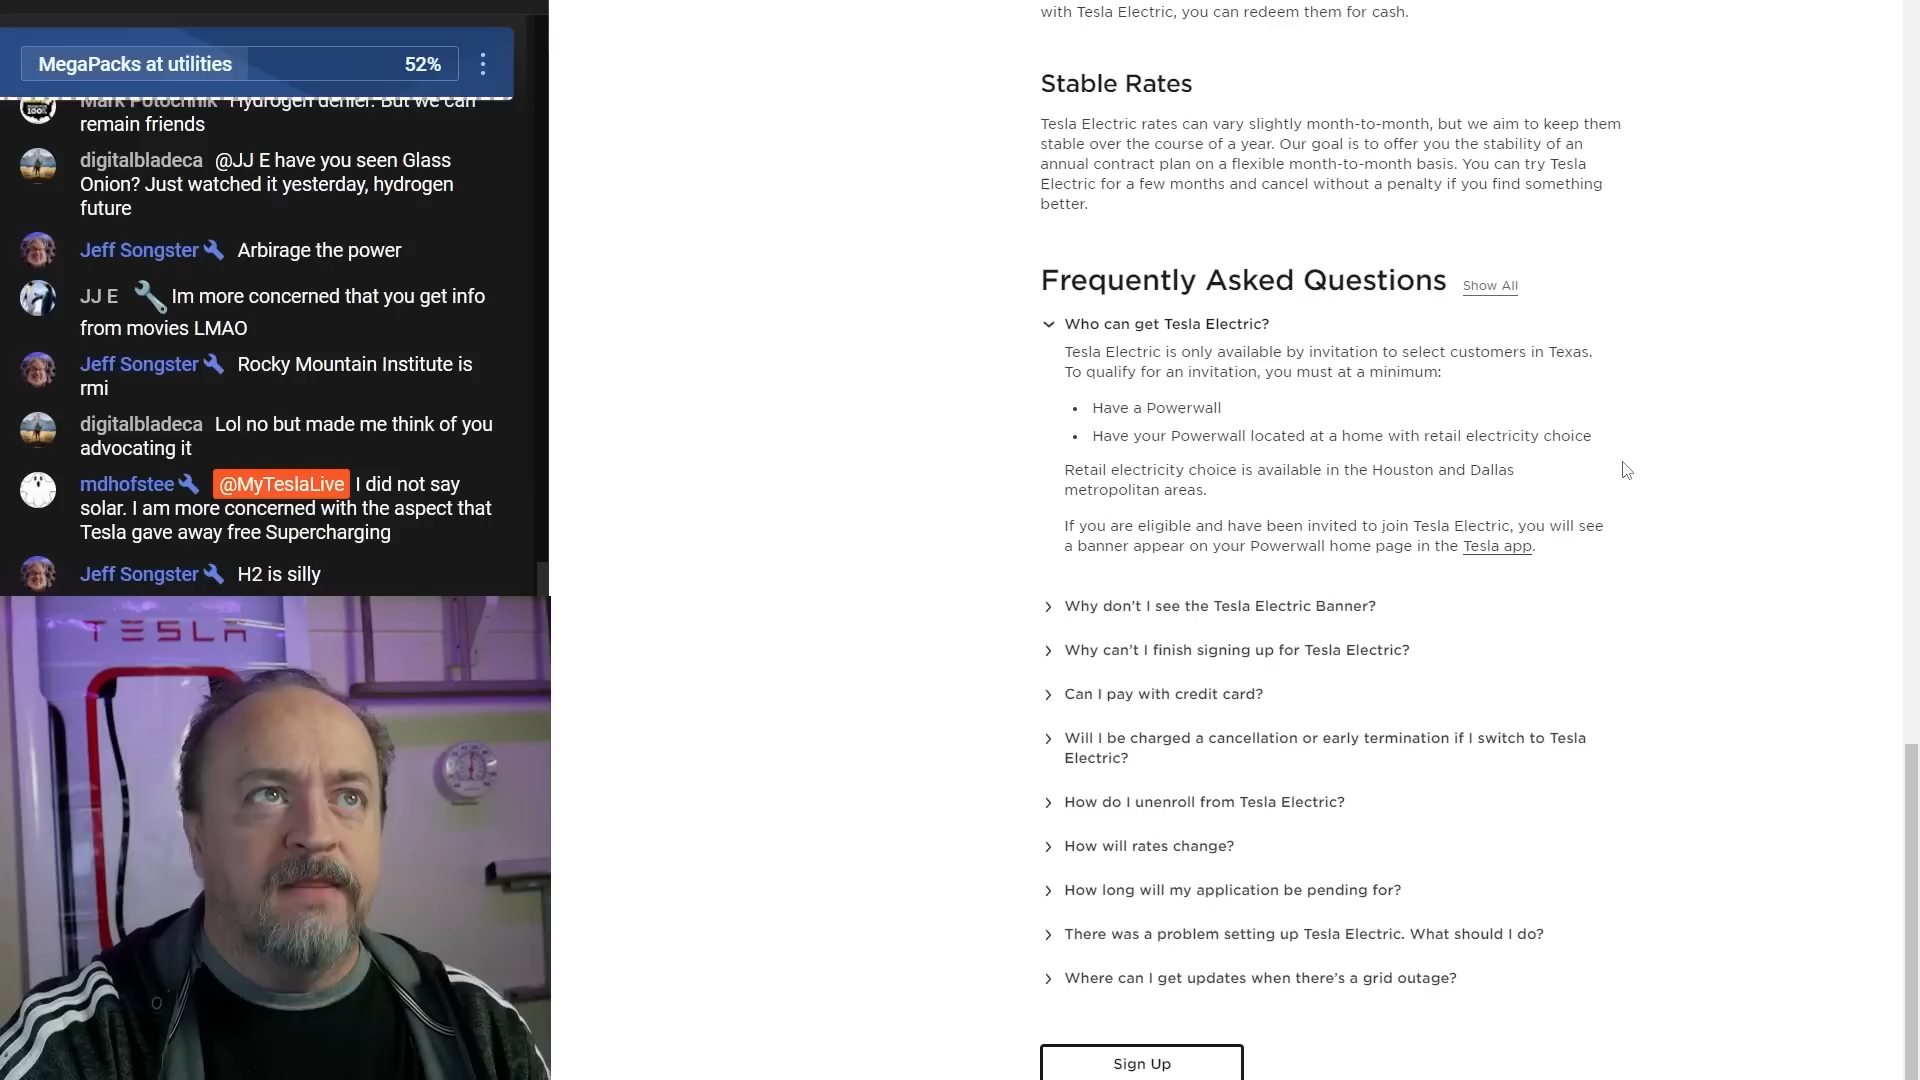 MegaPacks at utilities 52%
Mark Potochnik Hydrogen denier. But we can
remain friends
digitalbladeca @JJ E have you seen Glass
Onion? Just watched it yesterday, hydrogen
future
Jeff Songster Arbirage the power
JJ E Im more concerned that you get info
from movies LMAO
Jeff Songster Rocky Mountain Institute is
rmi
digitalbladeca Lol no but made me think of you
advocating it
mdhofstee @MyTeslaLive I did not say
solar. I am more concerned with the aspect that
Tesla gave away free Supercharging
Jeff Songster H2 is silly
TESLA
with Tesla Electric, you can redeem them for cash.
Stable Rates
Tesla Electric rates can vary slightly month-to-month, but we aim to keep them
stable over the course of a year. Our goal is to offer you the stability of an
annual contract plan on a flexible month-to-month basis. You can try Tesla
Electric for a few months and cancel without a penalty if you find something
better.
Frequently Asked Questions Show All
Who can get Tesla Electric?
Tesla Electric is only available by invitation to select customers in Texas.
To qualify for an invitation, you must at a minimum:
• Have a Powerwall
• Have your Powerwall located at a home with retail electricity choice
Retail electricity choice is available in the Houston and Dallas
metropolitan areas.
If you are eligible and have been invited to join Tesla Electric, you will see
a banner appear on your Powerwall home page in the Tesla app.
Why don’t I see the Tesla Electric Banner?
Why can’t I finish signing up for Tesla Electric?
Can I pay with credit card?
Will I be charged a cancellation or early termination if I switch to Tesla
Electric?
How do I unenroll from Tesla Electric?
How will rates change?
How long will my application be pending for?
There was a problem setting up Tesla Electric. What should I do?
Where can I get updates when there’s a grid outage?
Sign Up